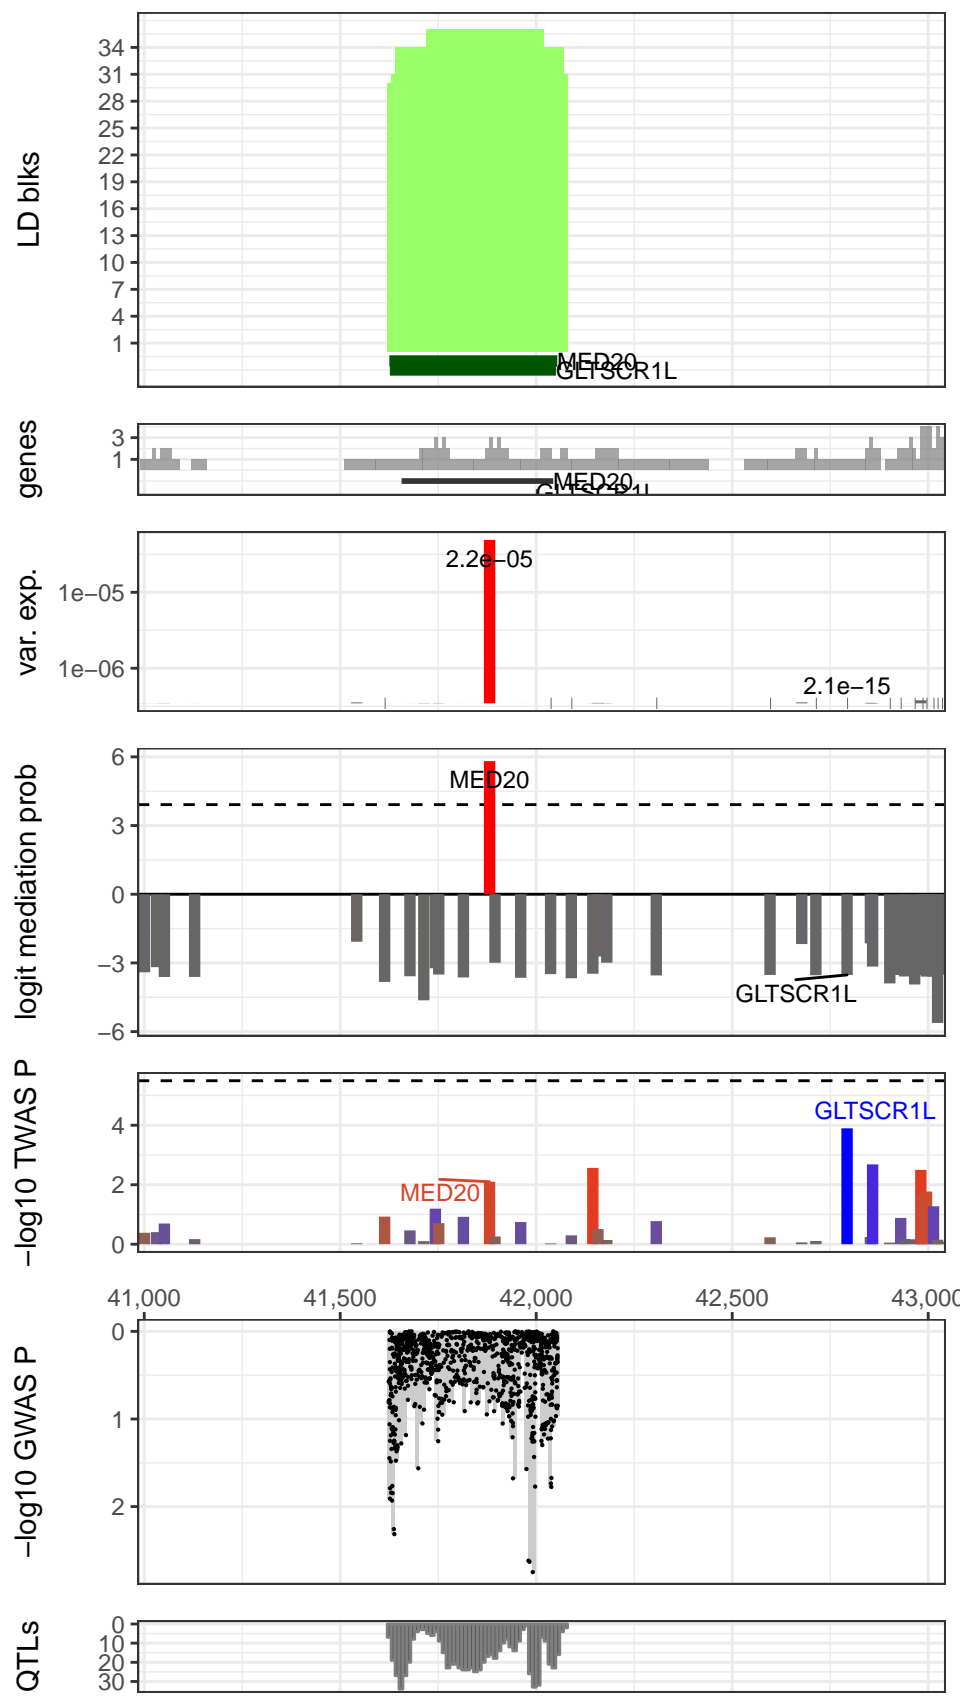 LD blks
34
31
28
25
22
19
16
13
10
7
4
1
MED20
GLTSCR1L
genes
3
1
MED20
GLTSCR1L
var. exp.
1e−05
1e−06
2.2e−05
2.1e−15
logit mediation prob
6
3
0
−3
−6
MED20
GLTSCR1L
−log10 TWAS P
4
2
0
GLTSCR1L
MED20
41,000
41,500
42,000
42,500
43,000
−log10 GWAS P
0
1
2
QTLs
0
10
20
30